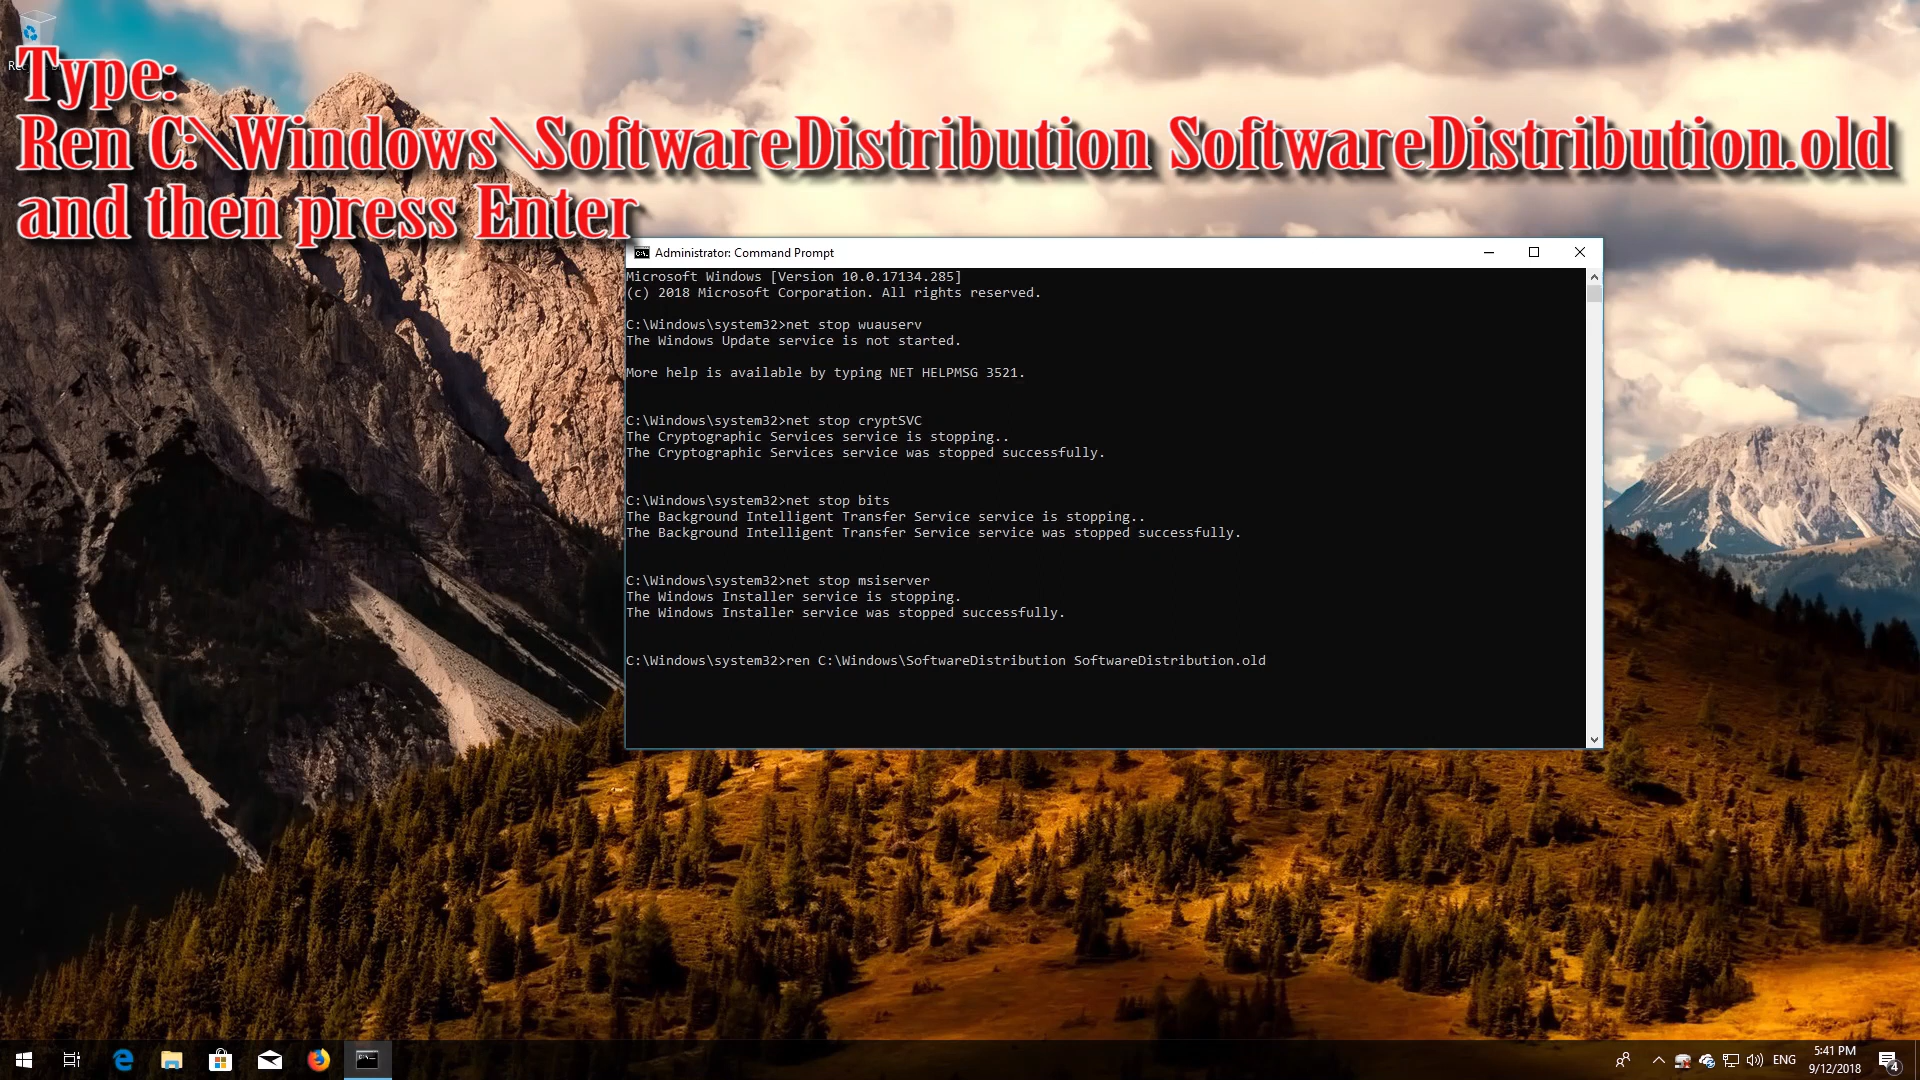 Type:
Ren C:\Windows\SoftwareDistribution SoftwareDistribution.old
and then press Enter
Administrator: Command Prompt
Microsoft Windows [Version 10.0.17134.285]
(c) 2018 Microsoft Corporation. All rights reserved.
C:\Windows\system32>net stop wuauserv
The Windows Update service is not started.
More help is available by typing NET HELPMSG 3521.
C:\Windows\system32>net stop cryptSVC
The Cryptographic Services service is stopping..
The Cryptographic Services service was stopped successfully.
C:\Windows\system32>net stop bits
The Background Intelligent Transfer Service service is stopping..
The Background Intelligent Transfer Service service was stopped successfully.
C:\Windows\system32>net stop msiserver
The Windows Installer service is stopping.
The Windows Installer service was stopped successfully.
C:\Windows\system32>ren C:\Windows\SoftwareDistribution SoftwareDistribution.old
ENG
5:41 PM
9/12/2018
4